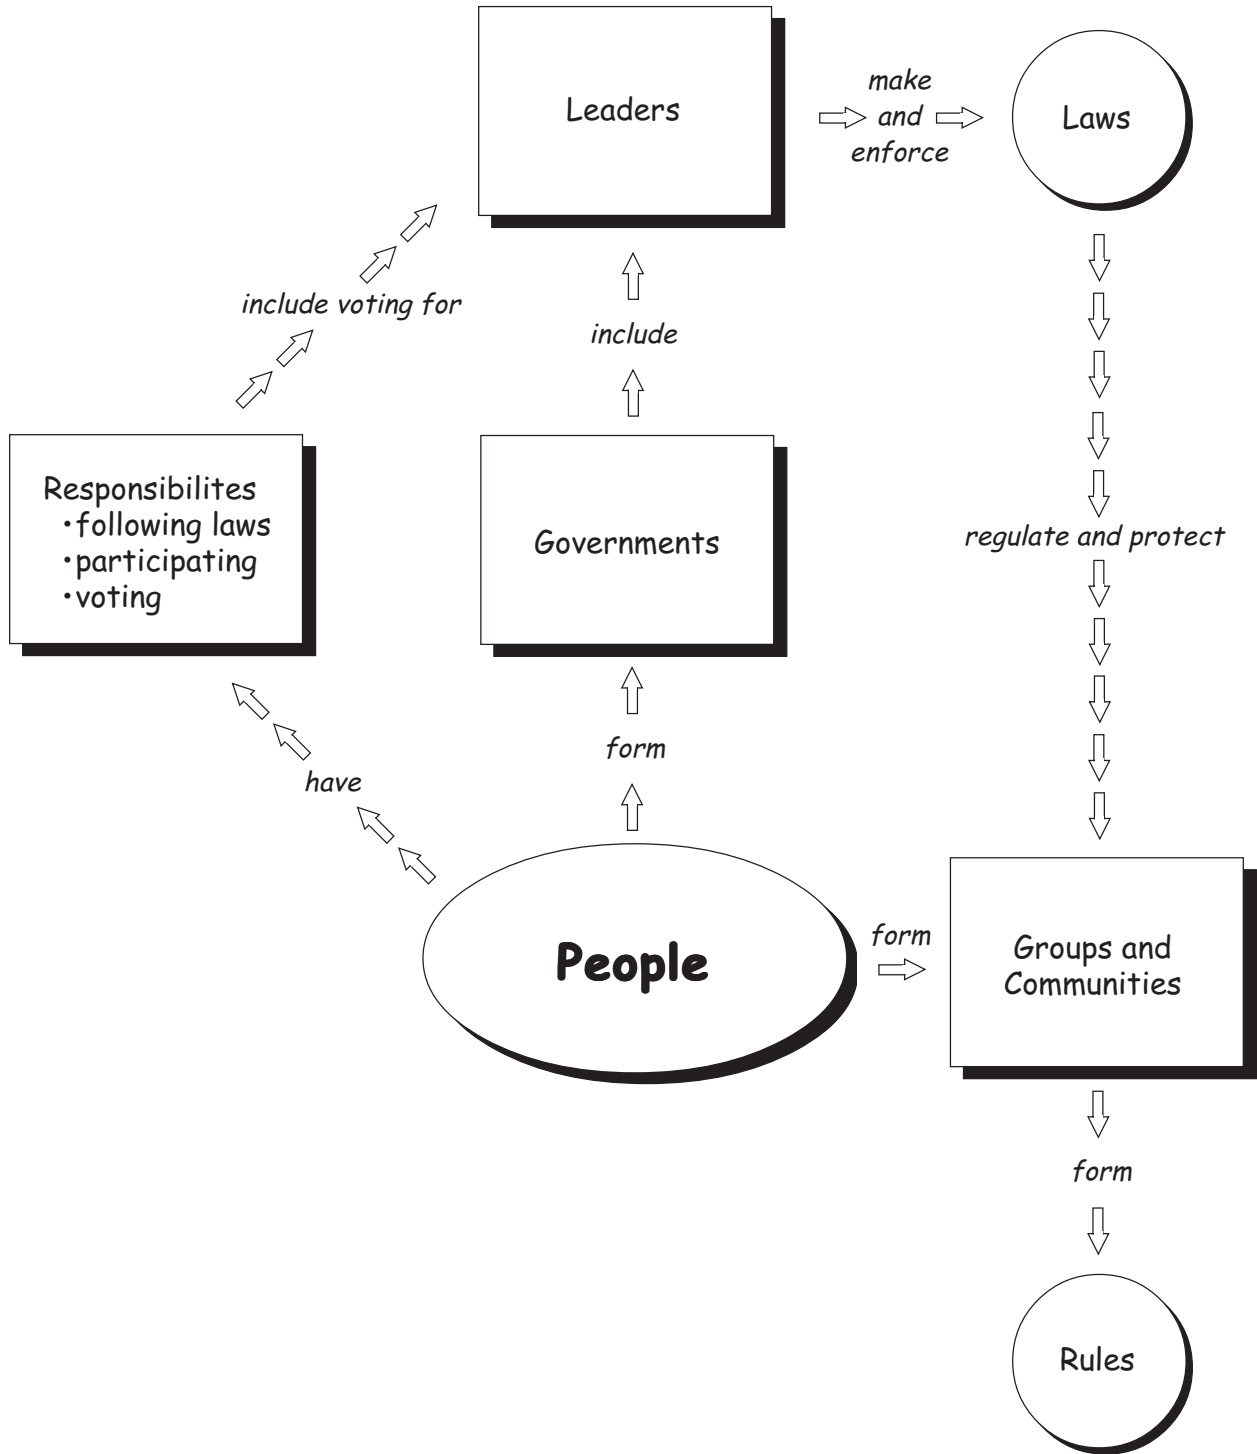 Leaders
make
and
enforce
Laws
include voting for
include
Responsibilites
•following laws
•participating
•voting
Governments
regulate and protect
have
form
People
form
Groups and
Communities
form
Rules